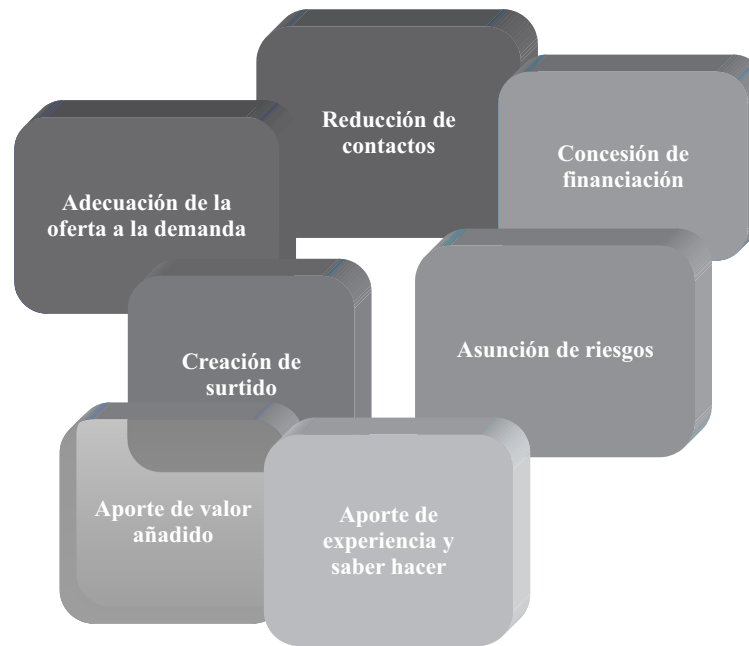 Reducción de
contactos
Concesión de
financiación
Adecuación de la
oferta a la demanda
Asunción de riesgos
Creación de
surtido
Aporte de valor
añadido
Aporte de
experiencia y
saber hacer